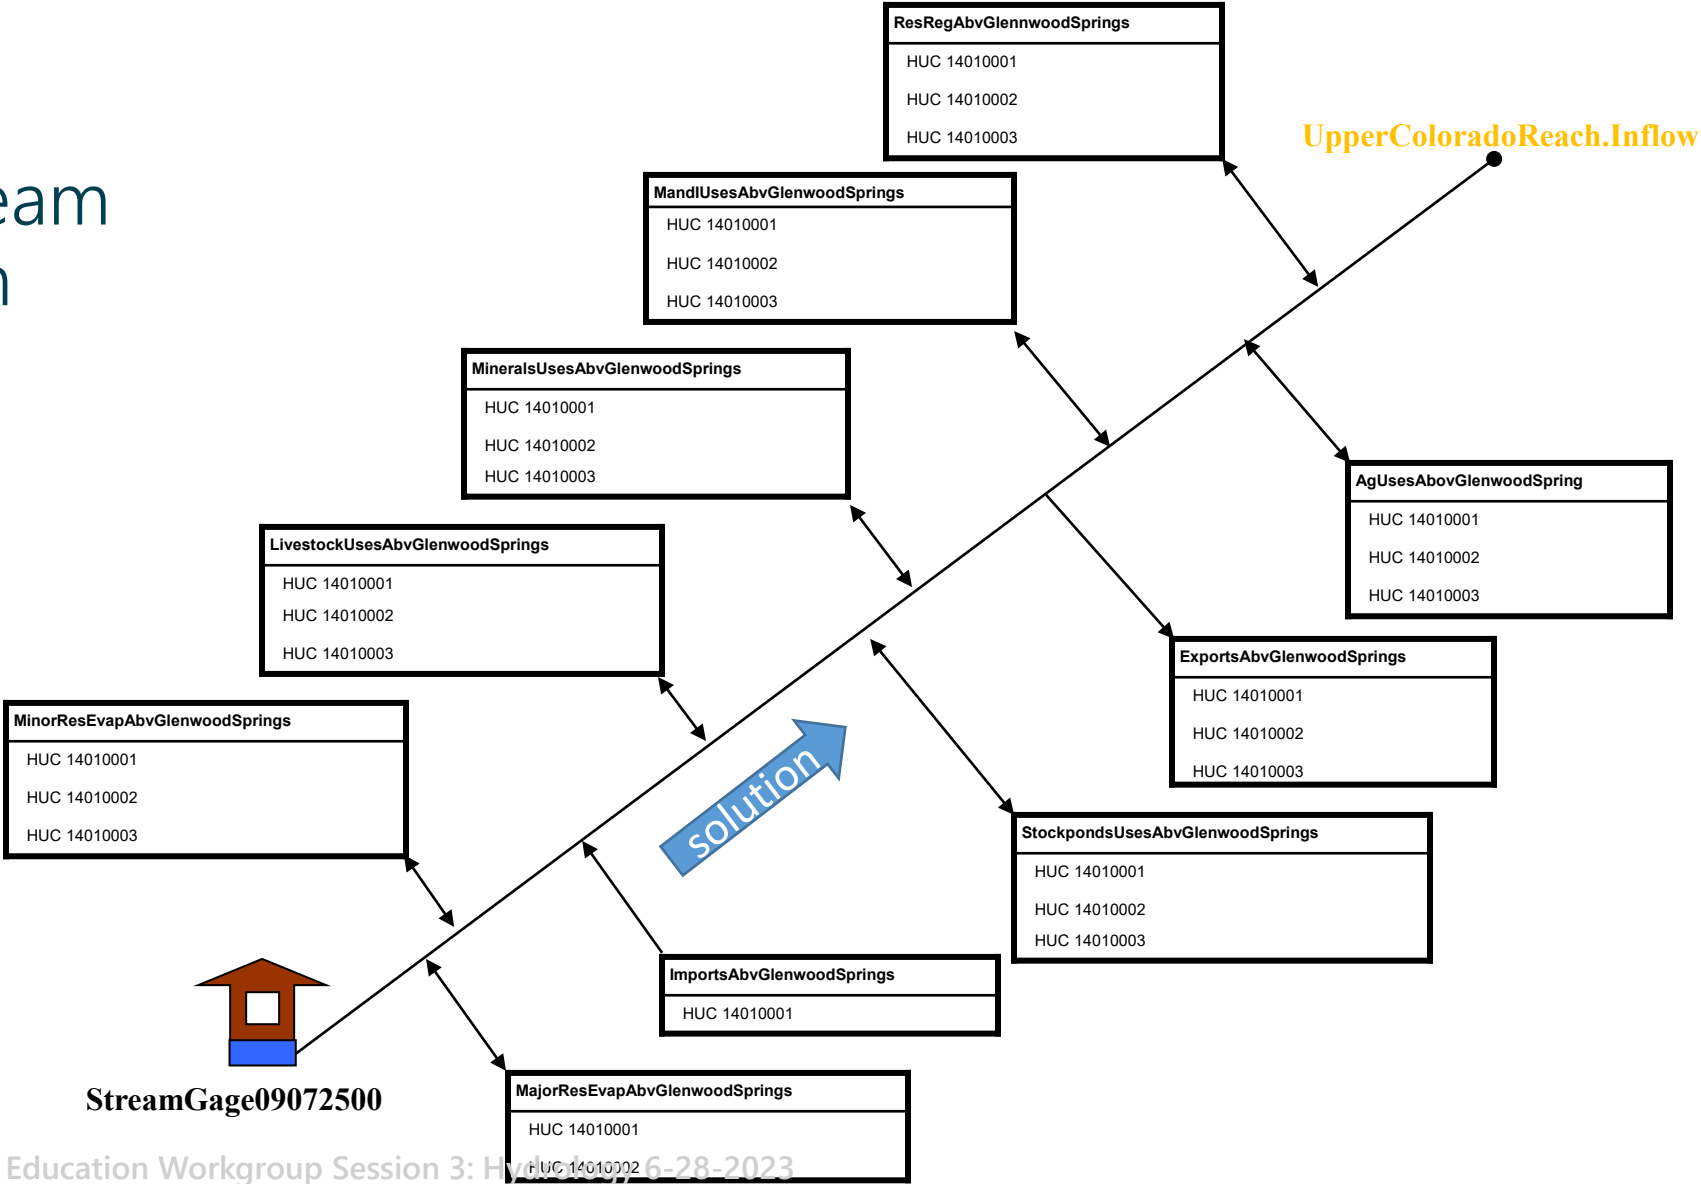 ResRegAbvGlennwoodSprings
HUC 14010001
HUC 14010002
HUC 14010003
UpperColoradoReach.Inflow
MandIUsesAbvGlenwoodSprings
HUC 14010001
HUC 14010002
HUC 14010003
eam
MineralsUsesAbvGlenwoodSprings
HUC 14010001
HUC 14010002
HUC 14010003
AgUsesAbovGlenwoodSpring
HUC 14010001
HUC 14010002
HUC 14010003
LivestockUsesAbvGlenwoodSprings
HUC 14010001
HUC 14010002
HUC 14010003
ExportsAbvGlenwoodSprings
HUC 14010001
HUC 14010002
HUC 14010003
MinorResEvapAbvGlenwoodSprings
HUC 14010001
HUC 14010002
HUC 14010003
solution
StockpondsUsesAbvGlenwoodSprings
HUC 14010001
HUC 14010002
HUC 14010003
ImportsAbvGlenwoodSprings
HUC 14010001
StreamGage09072500
MajorResEvapAbvGlenwoodSprings
HUC 14010001
HUC 14010002
Education Workgroup Session 3: Hydrology 6-28-2023